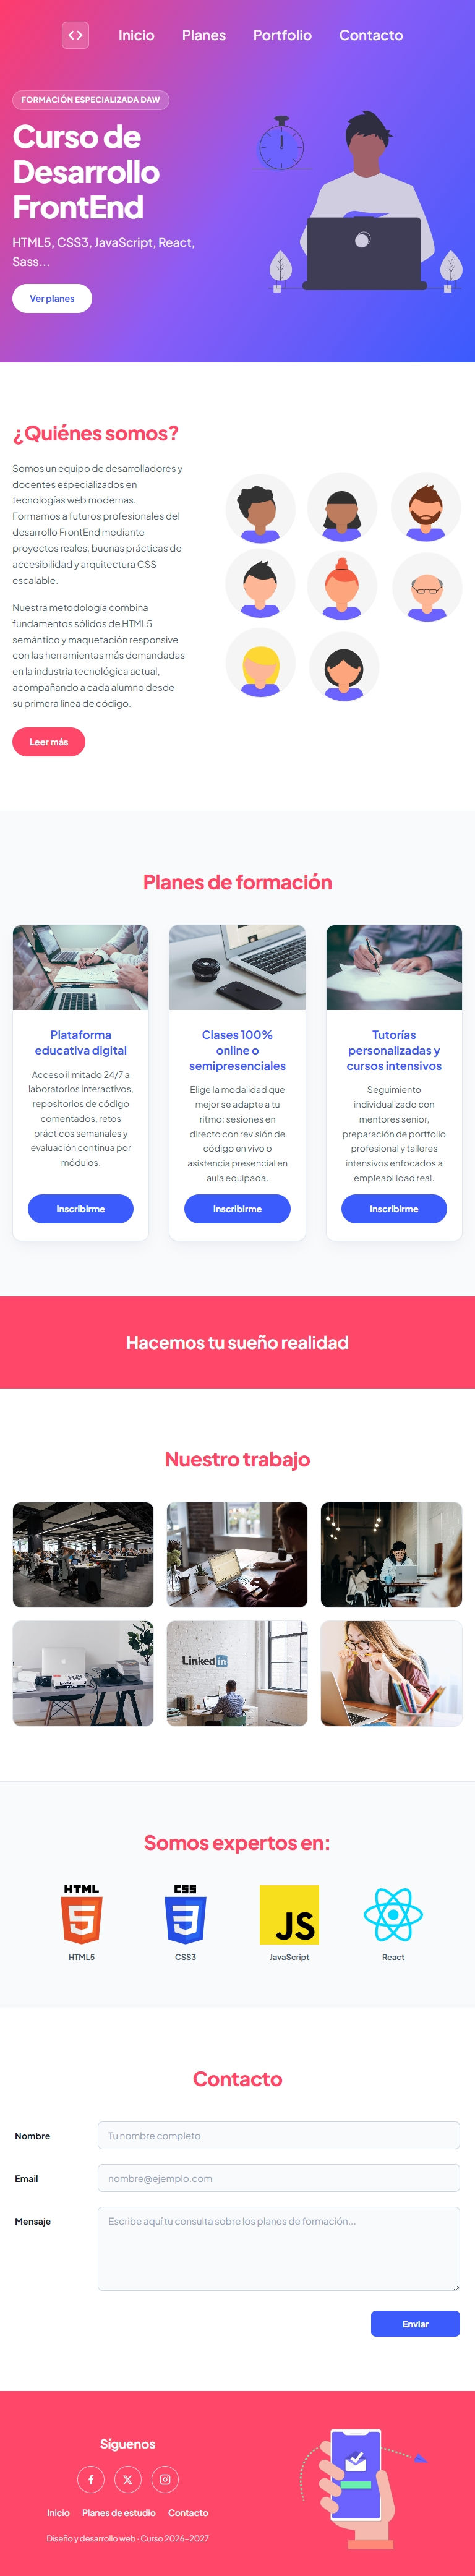 Inicio Planes Portfolio Contacto
FORMACIÓN ESPECIALIZADA DAW
Curso de
Desarrollo
FrontEnd
HTML5, CSS3, JavaScript, React,
Sass...
Ver planes
¿Quiénes somos?
Somos un equipo de desarrolladores y
docentes especializados en
tecnologías web modernas.
Formamos a futuros profesionales del
desarrollo FrontEnd mediante
proyectos reales, buenas prácticas de
accesibilidad y arquitectura CSS
escalable.
Nuestra metodología combina
fundamentos sólidos de HTML5
semántico y maquetación responsive
con las herramientas más demandadas
en la industria tecnológica actual,
acompañando a cada alumno desde
su primera línea de código.
Leer más
Planes de formación
Plataforma
educativa digital
Acceso ilimitado 24/7 a
laboratorios interactivos,
repositorios de código
comentados, retos
prácticos semanales y
evaluación continua por
módulos.
Inscribirme
Clases 100%
online o
semipresenciales
Elige la modalidad que
mejor se adapte a tu
ritmo: sesiones en
directo con revisión de
código en vivo o
asistencia presencial en
aula equipada.
Inscribirme
Tutorías
personalizadas y
cursos intensivos
Seguimiento
individualizado con
mentores senior,
preparación de portfolio
profesional y talleres
intensivos enfocados a
empleabilidad real.
Inscribirme
Hacemos tu sueño realidad
Nuestro trabajo
Linked in
Somos expertos en:
HTML
5
HTML5
CSS
3
CSS3
JS
JavaScript
React
Contacto
Nombre
Tu nombre completo
Email
nombre@ejemplo.com
Mensaje
Escribe aquí tu consulta sobre los planes de formación...
Enviar
Síguenos
Inicio Planes de estudio Contacto
Diseño y desarrollo web · Curso 2026-2027